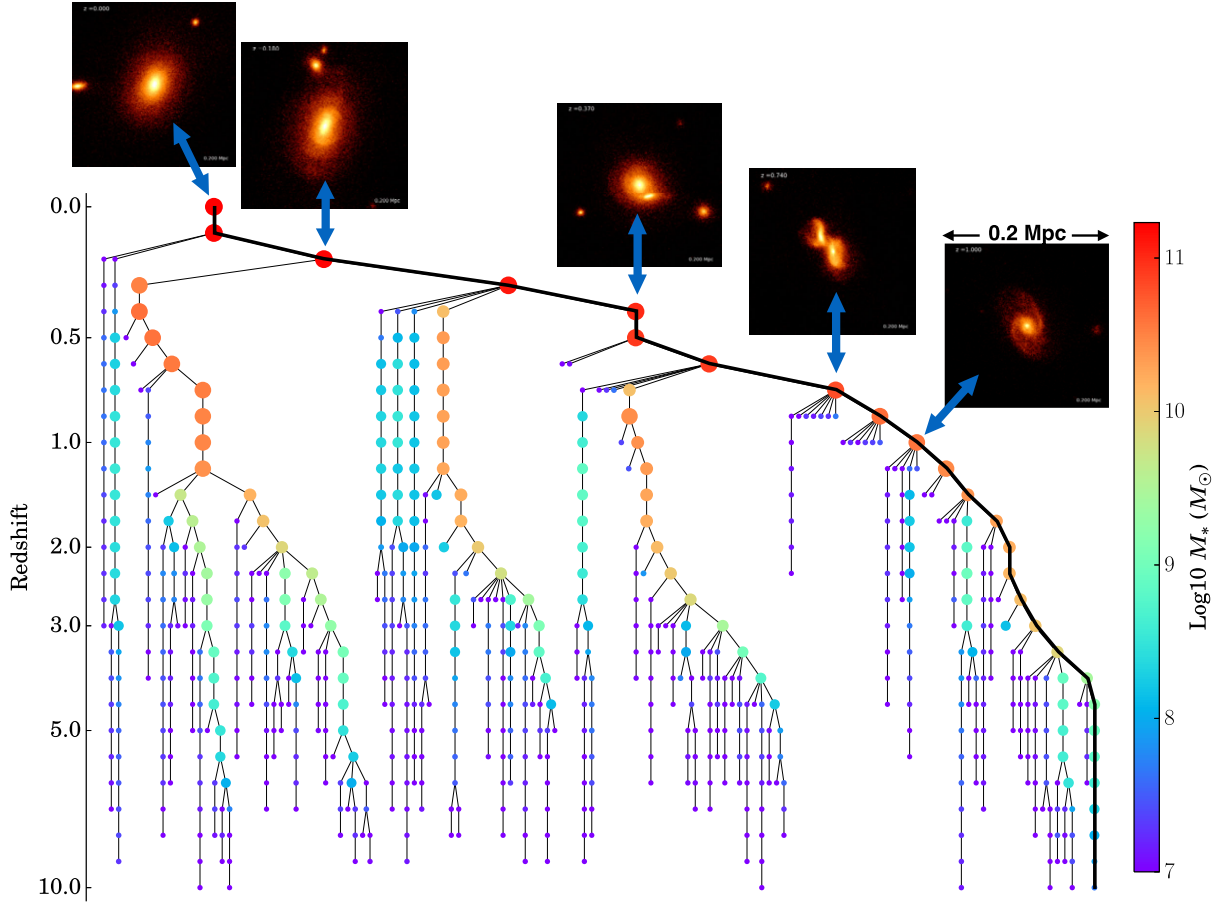 z =0.000
0.200 Mpc
z =0.180
0.200 Mpc
z =0.370
0.200 Mpc
z =0.740
0.200 Mpc
0.2 Mpc
z =1.000
0.200 Mpc
Redshift
0.0
0.5
1.0
2.0
3.0
5.0
10.0
11
10
9
8
7
Log10 M* (M⊙)